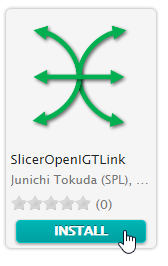 SlicerOpenIGTLink
Junichi Tokuda (SPL), ...
(0)
INSTALL